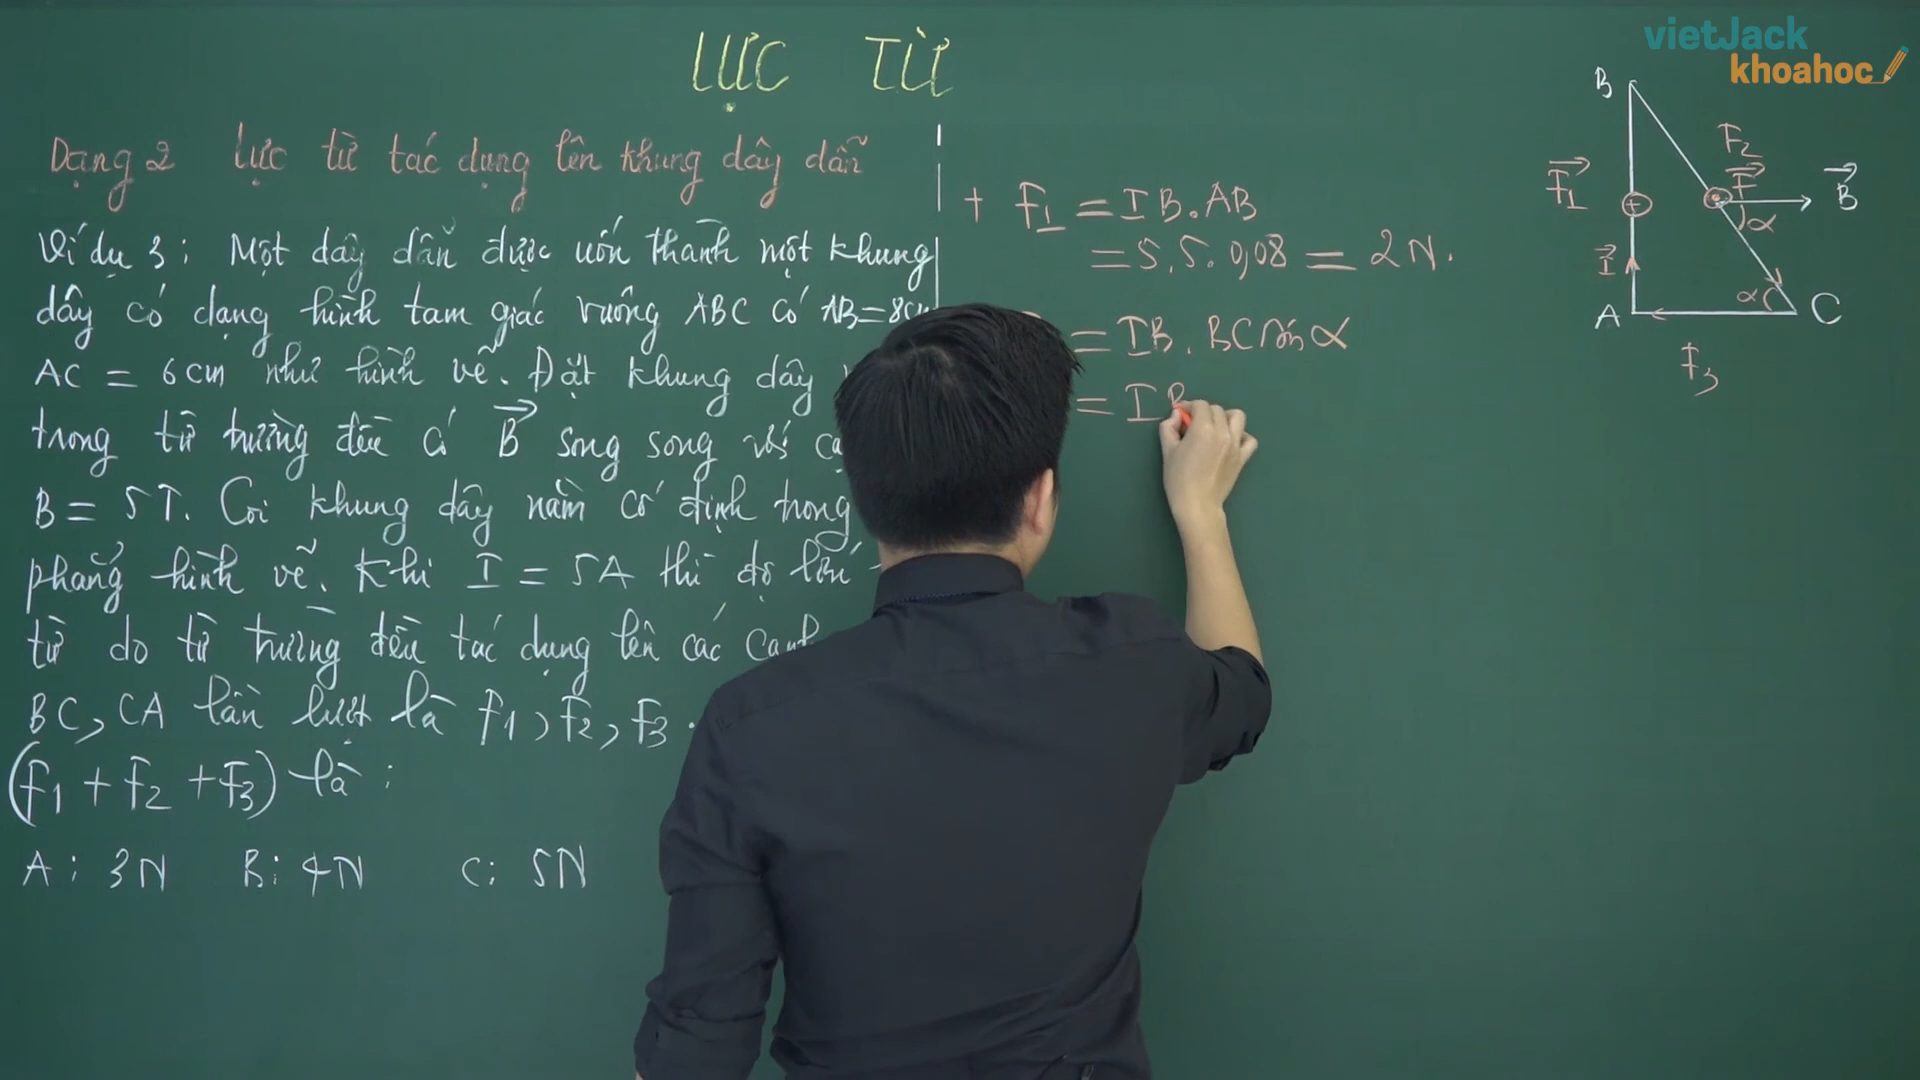 LỰC TỪ
vietJack
khoahoc
Dạng 2 Lực từ tác dụng lên khung dây dẫn
Ví dụ 3: Một dây dẫn được uốn thành một khung
dây có dạng hình tam giác vuông ABC có AB=8cm
AC = 6cm như hình vẽ. Đặt khung dây
trong từ trường đều có B song song với
B = 5T. Coi khung dây nằm cố định trong
phẳng hình vẽ. Khi I = 5A thì độ lớn
từ do từ trường đều tác dụng lên các cạnh
BC, CA lần lượt là F1, F2, F3.
(F1 + F2 + F3) là:
A: 3N B: 4N C: 5N
+ F1 = IB.AB
= 5.5.0,08 = 2N.
= IB. BC sin α
= I B
B
F2
F1 F B
α
I
α
A C
F3